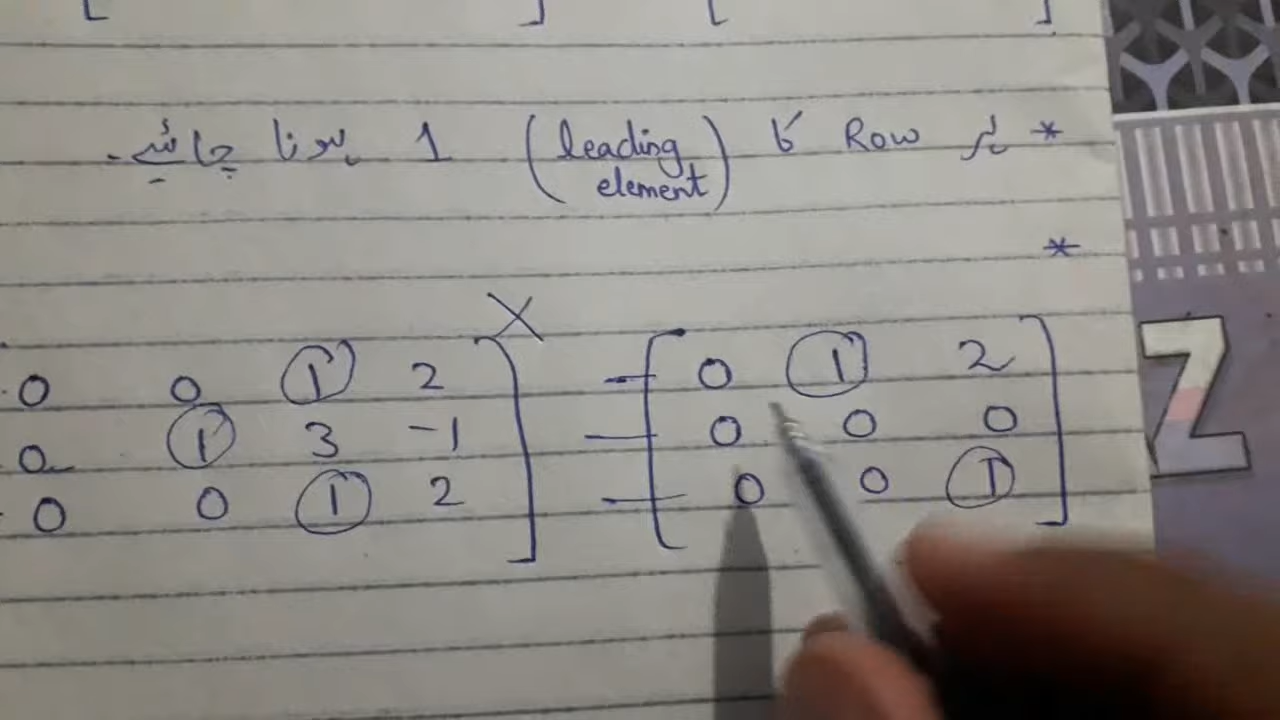 * ہر Row کا (leading element) 1 ہونا چاہئیے۔
*
X
0 0 1 2
0 1 3 -1
0 0 1 2
0 1 2
0 0 0
0 0 1
Z